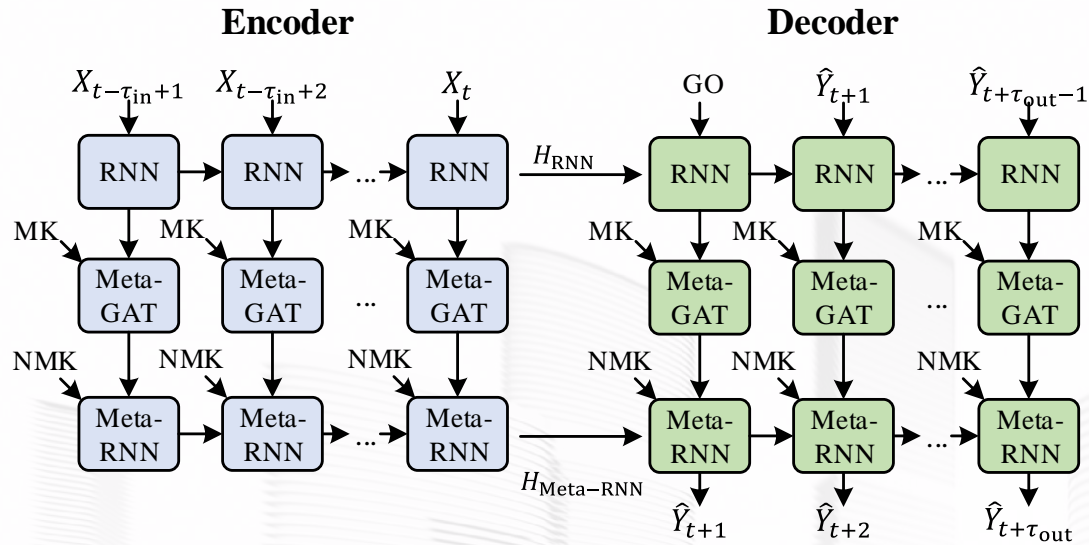 Encoder Decoder
X_{t-τ_in+1} X_{t-τ_in+2} X_t GO Ŷ_{t+1} Ŷ_{t+τ_out-1}
RNN RNN ... RNN H_RNN RNN RNN ... RNN
MK MK MK MK MK MK
Meta- Meta- Meta- Meta- Meta- Meta-
GAT GAT ... GAT GAT GAT ... GAT
NMK NMK NMK NMK NMK NMK
Meta- Meta- Meta- Meta- Meta- Meta-
RNN RNN ... RNN RNN RNN ... RNN
H_{Meta-RNN}
Ŷ_{t+1} Ŷ_{t+2} Ŷ_{t+τ_out}